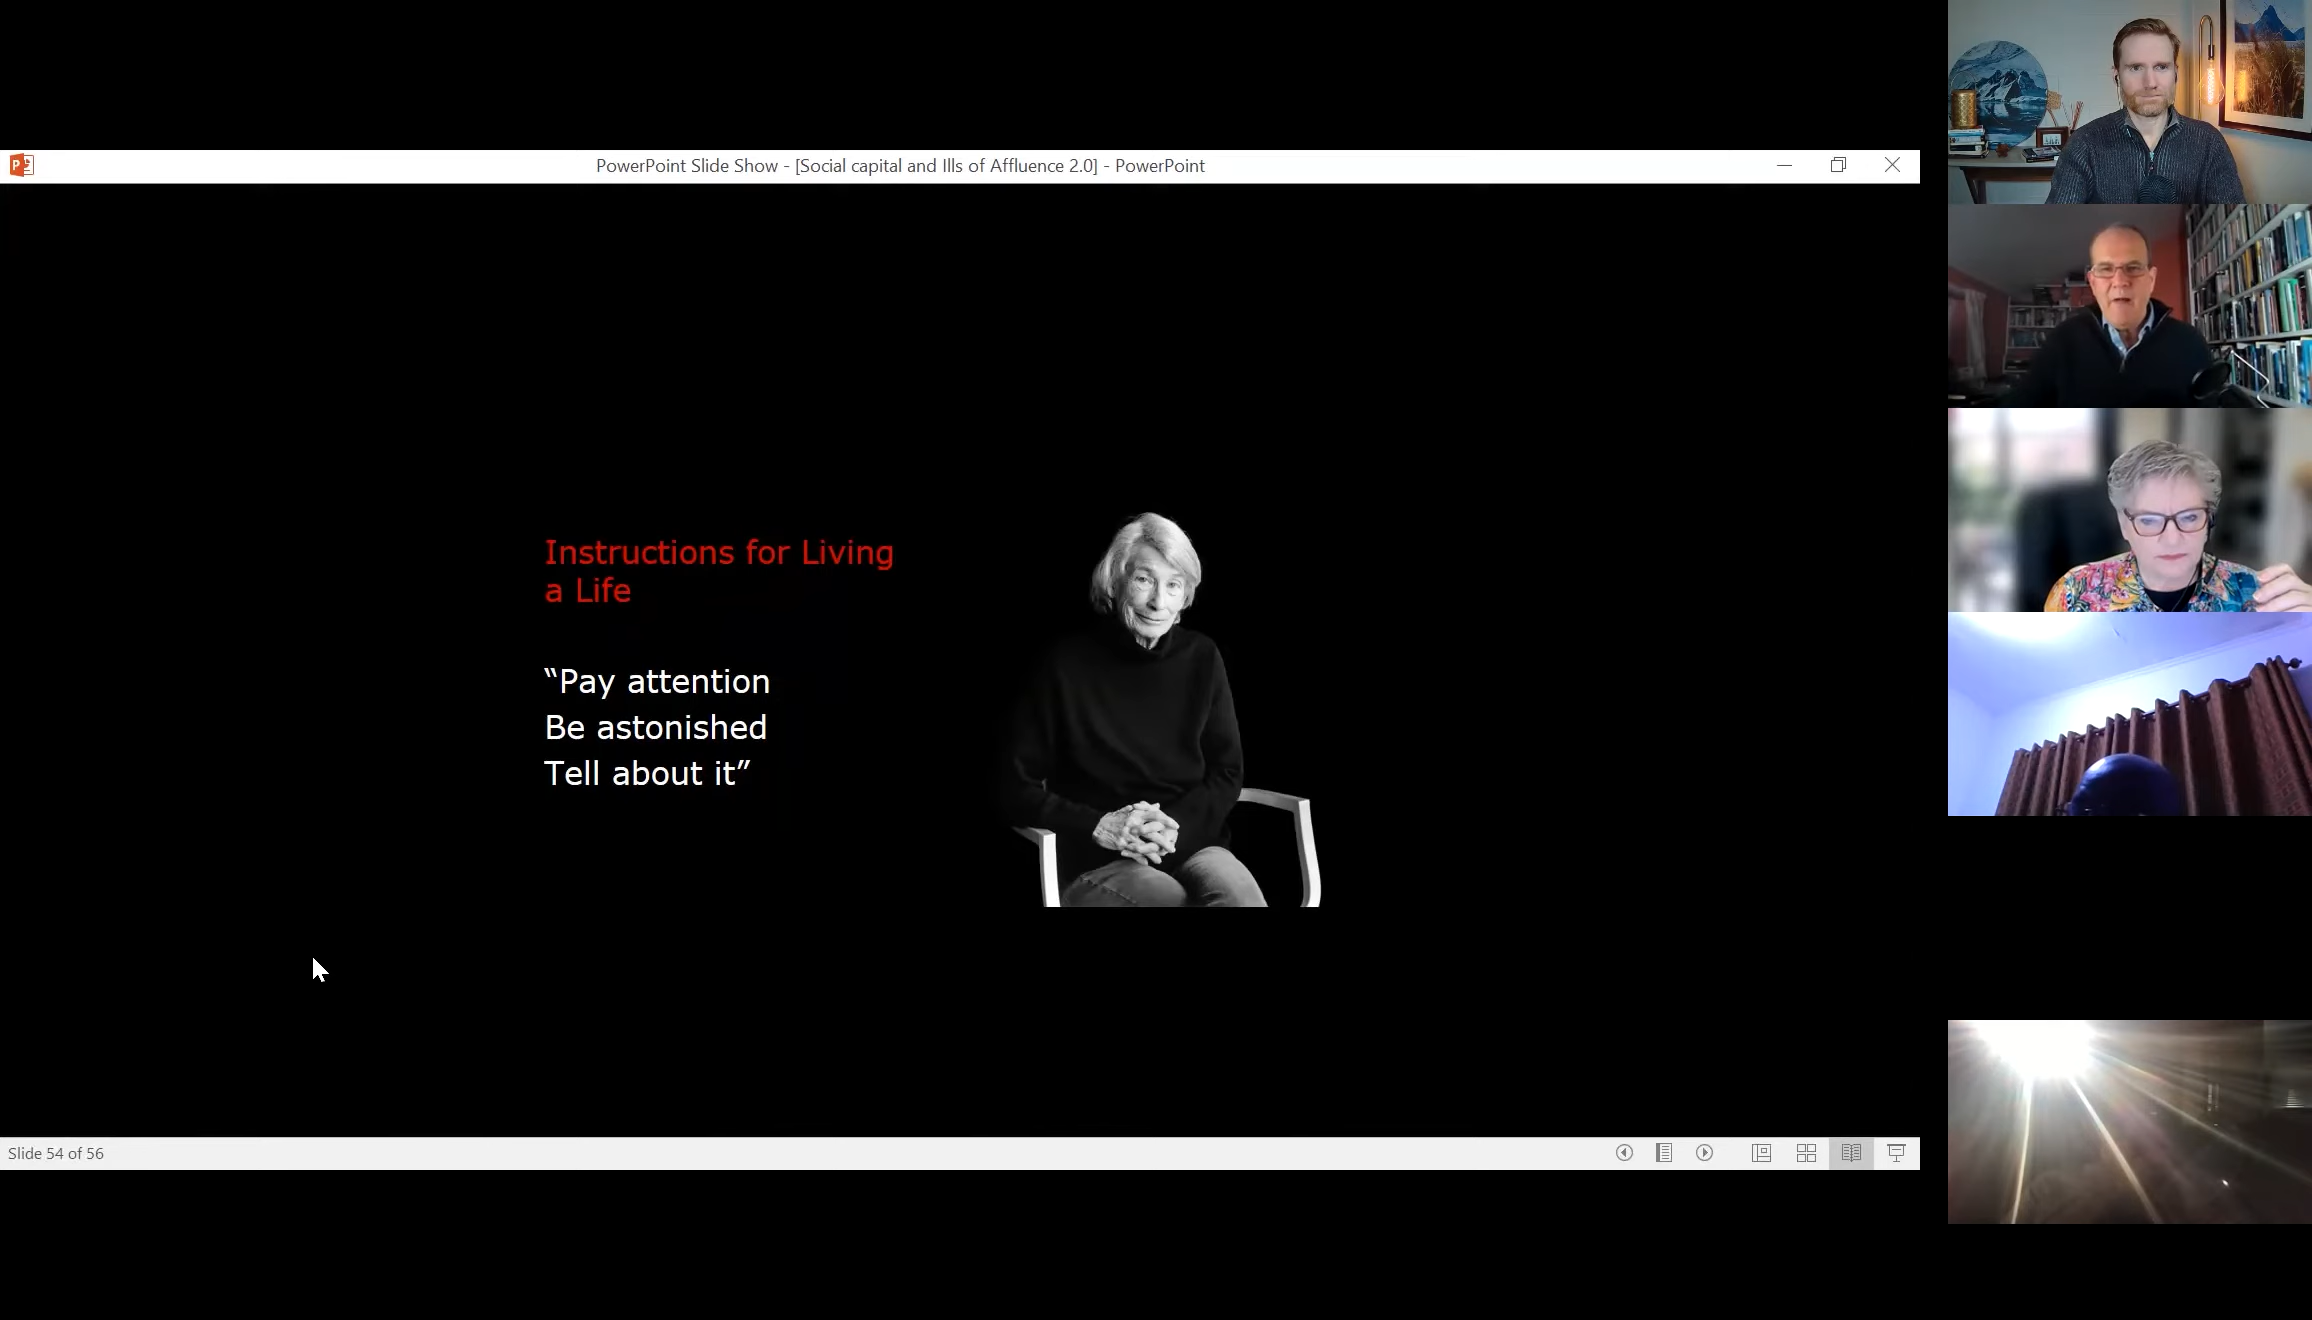 PowerPoint Slide Show - [Social capital and Ills of Affluence 2.0] - PowerPoint
Instructions for Living
a Life
“Pay attention
Be astonished
Tell about it”
Slide 54 of 56